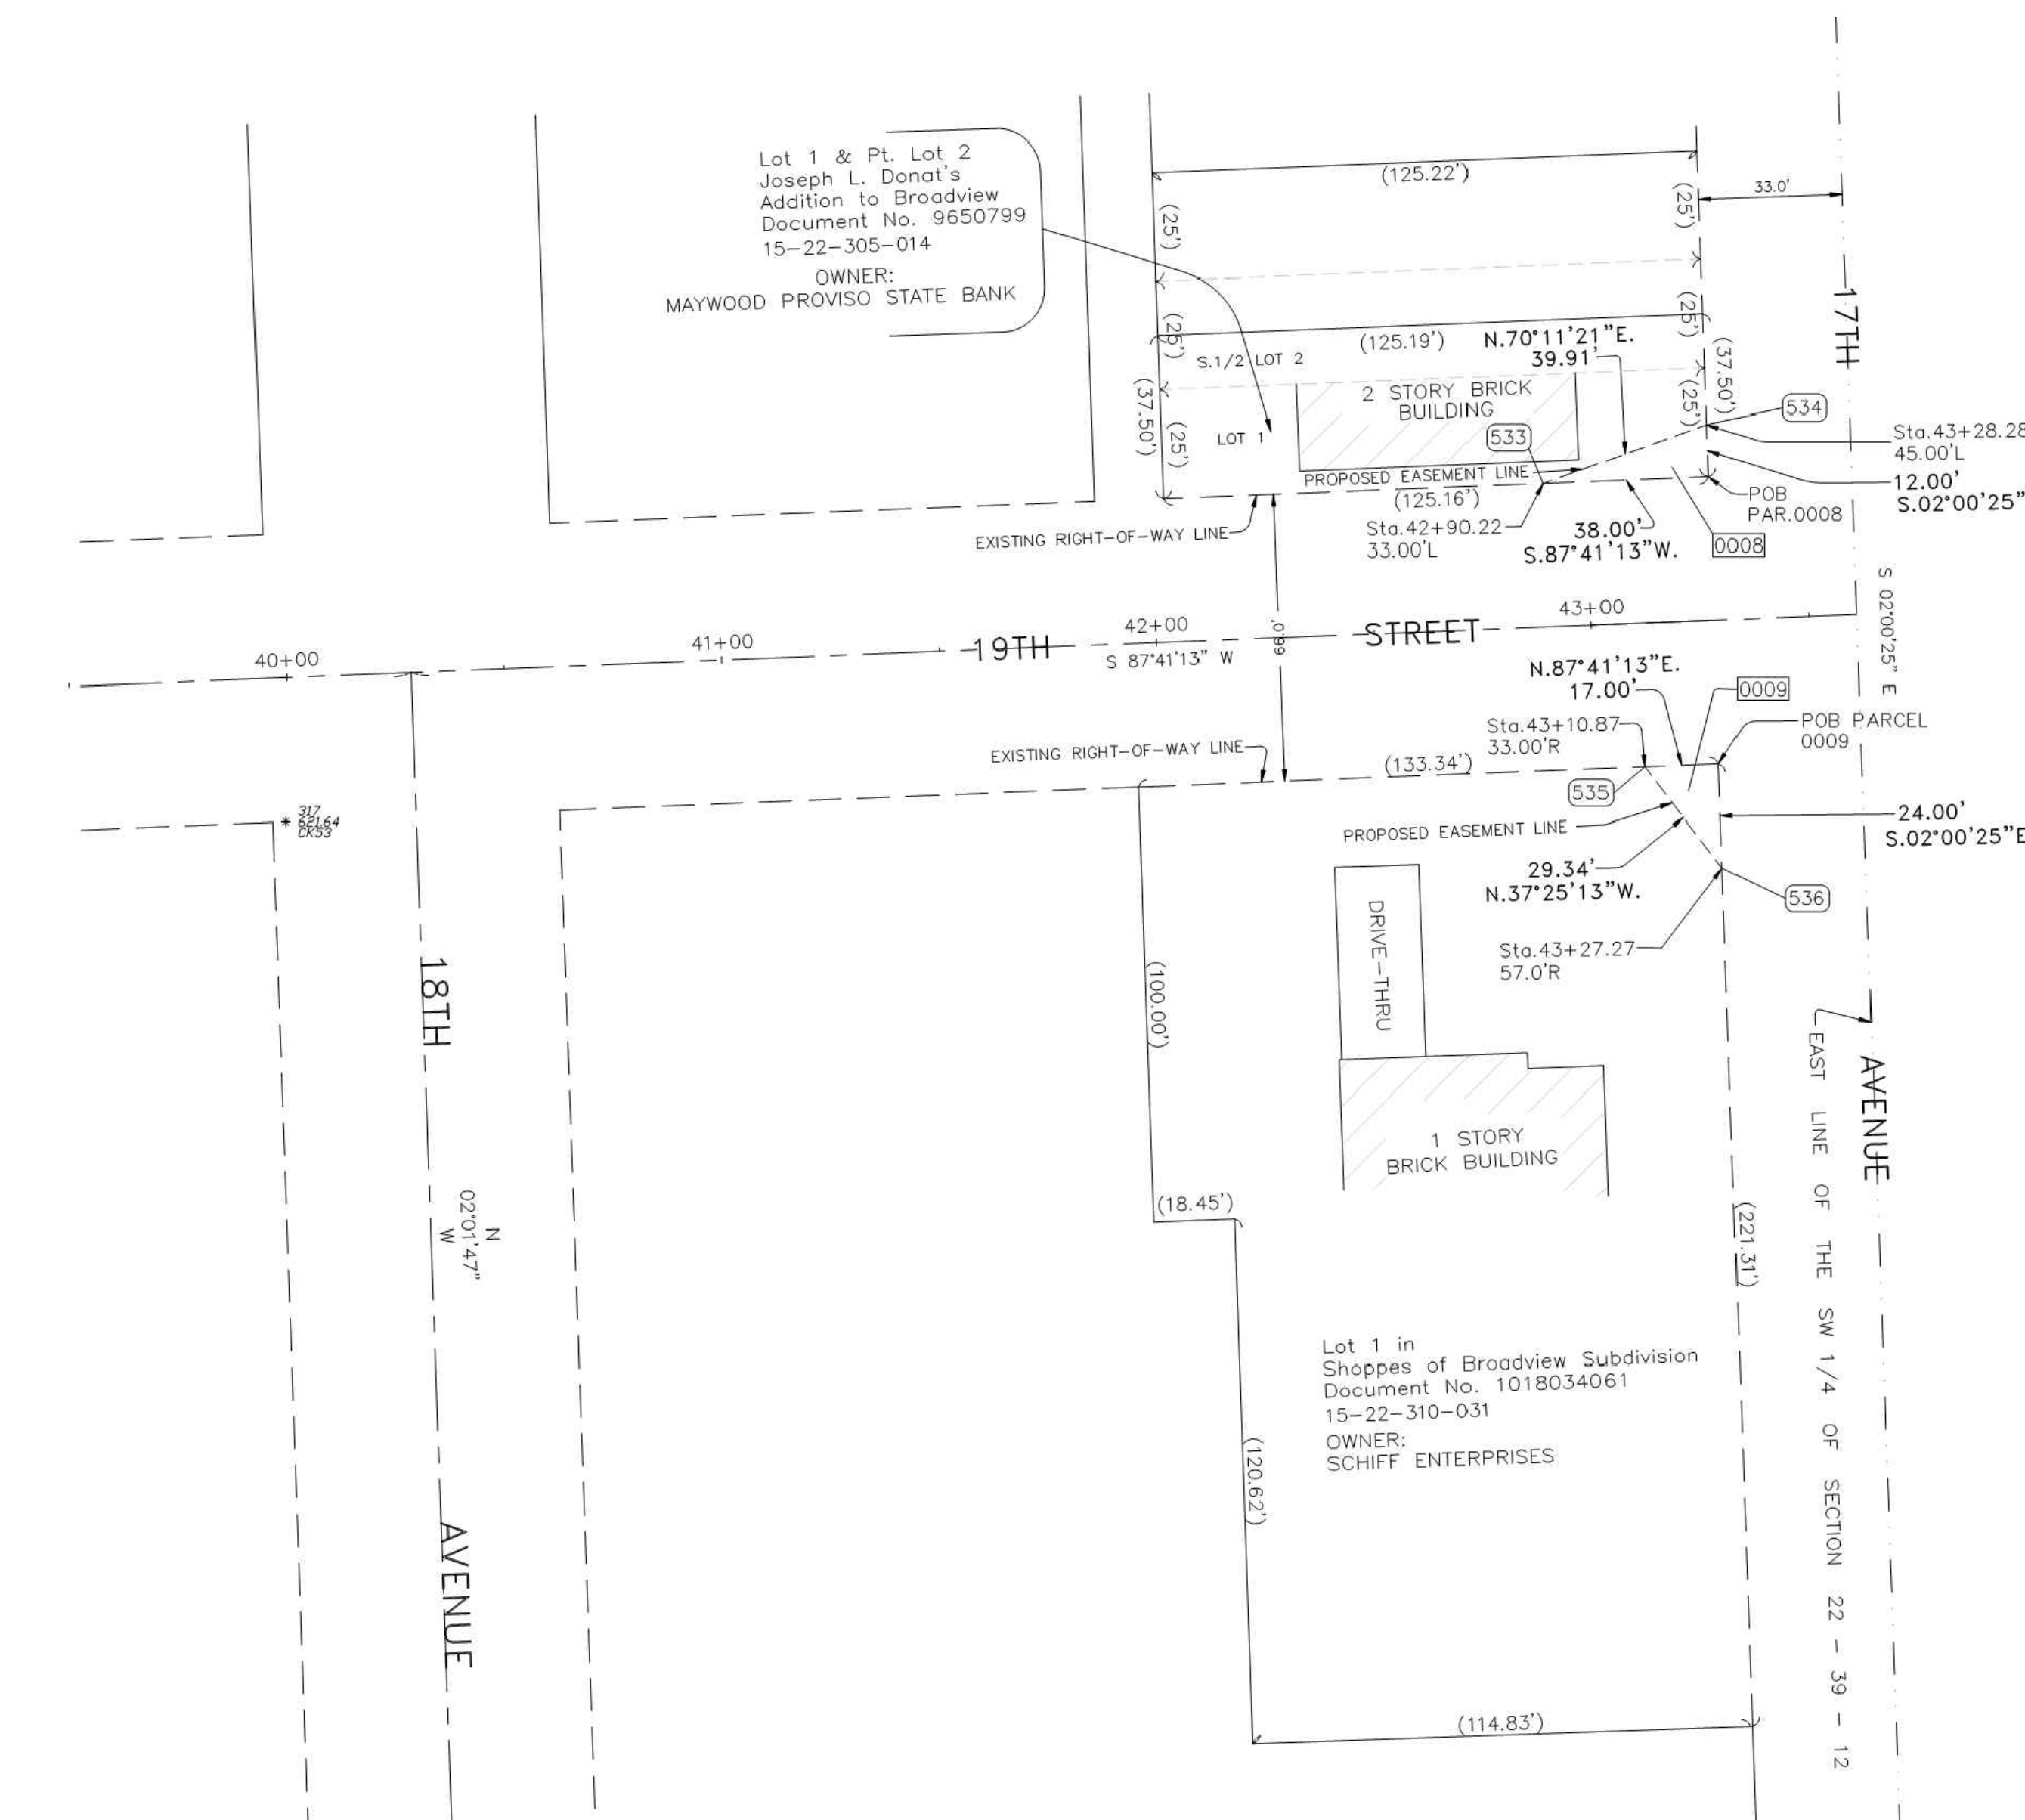 Lot 1 & Pt. Lot 2
Joseph L. Donat's
Addition to Broadview
Document No. 9650799
15-22-305-014
OWNER:
MAYWOOD PROVISO STATE BANK
(125.22')
(25')
(25')
33.0'
(25')
(25')
(37.50')
(125.19')
S.1/2 LOT 2
N.70°11'21"E.
39.91'
17TH
(37.50')
(25')
(25')
LOT 1
2 STORY BRICK
BUILDING
533
534
Sta.43+28.28
45.00'L
12.00'
S.02°00'25"
PROPOSED EASEMENT LINE
(125.16')
POB
PAR.0008
EXISTING RIGHT-OF-WAY LINE
Sta.42+90.22
33.00'L
38.00'
S.87°41'13"W.
0008
S 02°00'25" E
40+00
41+00
42+00
43+00
19TH
STREET
S 87°41'13" W
66.0'
N.87°41'13"E.
17.00'
0009
Sta.43+10.87
33.00'R
POB PARCEL
0009
EXISTING RIGHT-OF-WAY LINE
(133.34')
535
317
621.64
CK53
PROPOSED EASEMENT LINE
24.00'
S.02°00'25"E
29.34'
N.37°25'13"W.
536
Sta.43+27.27
57.0'R
DRIVE-THRU
18TH
(100.00')
AVENUE
EAST LINE OF THE SW 1/4 OF SECTION 22 - 39 - 12
1 STORY
BRICK BUILDING
(18.45')
N
02°01'47"
W
(221.31')
Lot 1 in
Shoppes of Broadview Subdivision
Document No. 1018034061
15-22-310-031
OWNER:
SCHIFF ENTERPRISES
(120.62')
AVENUE
(114.83')